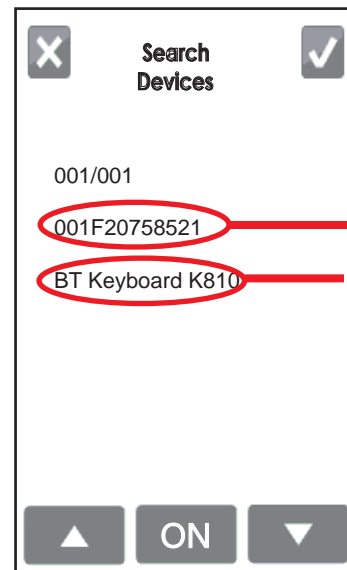 Search
Devices
001/001
001F20758521
BT Keyboard K810
ON